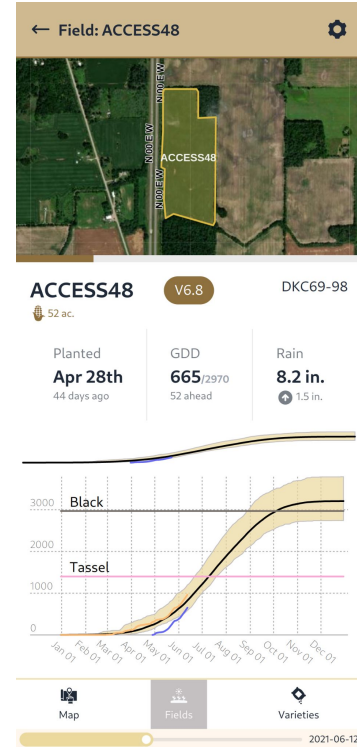 ← Field: ACCESS48
N 00 E W
N 00 E W
N 00 E W
ACCESS48
ACCESS48
V6.8
DKC69-98
52 ac.
Planted
GDD
Rain
Apr 28th
665/2970
8.2 in.
44 days ago
52 ahead
1.5 in.
3000
Black
2000
Tassel
1000
0
Jan 01
Feb 01
Mar 01
Apr 01
May 01
Jun 01
Jul 01
Aug 01
Sep 01
Oct 01
Nov 01
Dec 01
Map
Fields
Varieties
2021-06-12